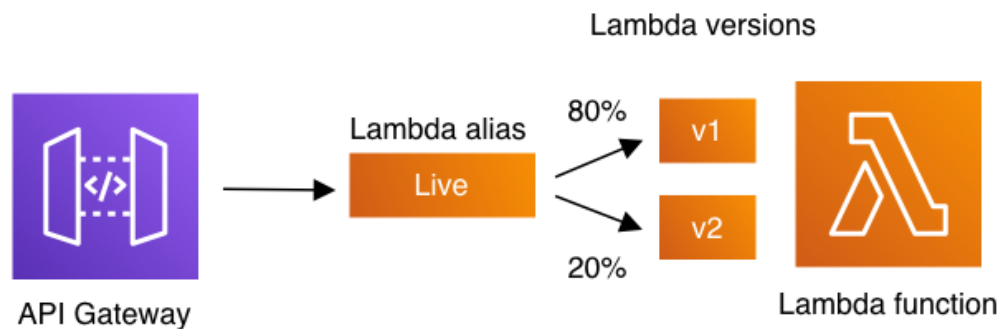 Lambda versions
80%
Lambda alias
v1
</>
Live
v2
20%
API Gateway
Lambda function